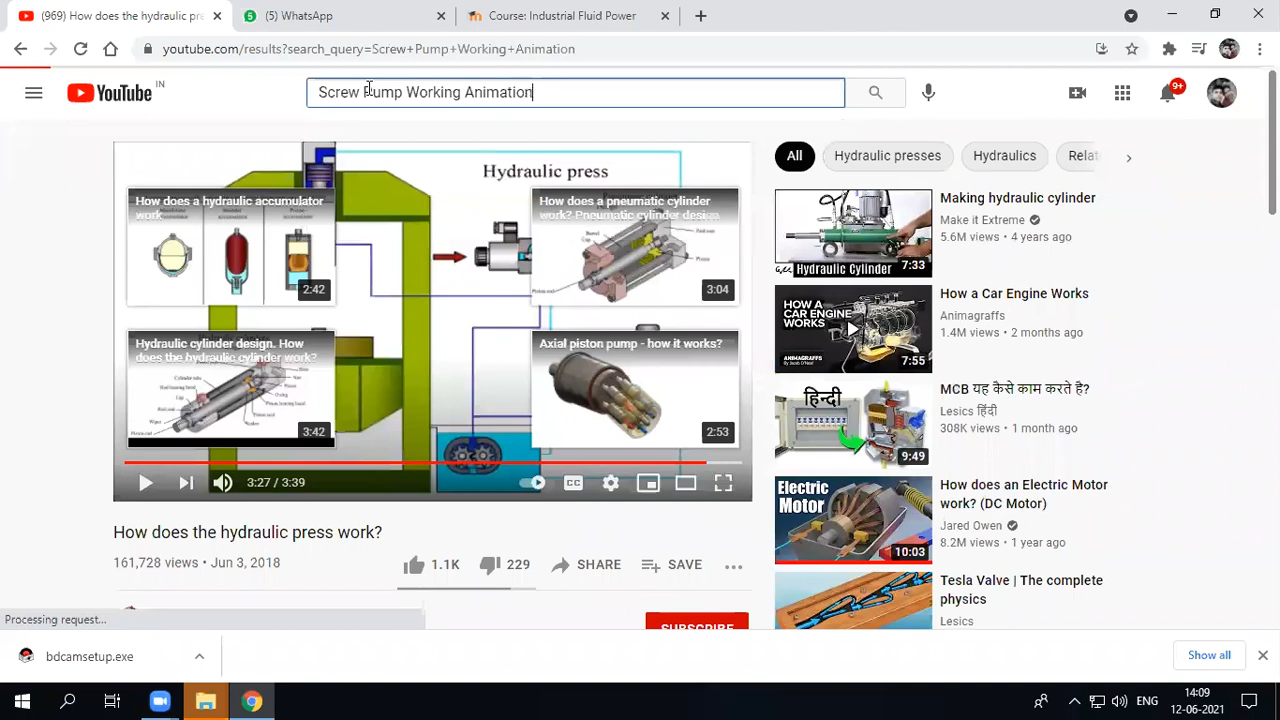 (969) How does the hydraulic pre
(5) WhatsApp
Course: Industrial Fluid Power
youtube.com/results?search_query=Screw+Pump+Working+Animation
YouTube IN
Screw Pump Working Animation
9+
Hydraulic press
How does a hydraulic accumulator
work
2:42
How does a pneumatic cylinder
work? Pneumatic cylinder design
3:04
Hydraulic cylinder design. How
does the hydraulic cylinder work?
3:42
Axial piston pump - how it works?
2:53
3:27 / 3:39
CC
How does the hydraulic press work?
161,728 views • Jun 3, 2018
1.1K
229
SHARE
SAVE
SUBSCRIBE
All
Hydraulic presses
Hydraulics
Relat
Making hydraulic cylinder
Make it Extreme
5.6M views • 4 years ago
Hydraulic Cylinder
7:33
How a Car Engine Works
Animagraffs
1.4M views • 2 months ago
HOW A
CAR ENGINE
WORKS
ANIMAGRAFFS
7:55
MCB यह कैसे काम करते है?
Lesics हिंदी
308K views • 1 month ago
हिन्दी
9:49
How does an Electric Motor
work? (DC Motor)
Jared Owen
8.2M views • 1 year ago
Electric
Motor
10:03
Tesla Valve | The complete
physics
Lesics
Processing request...
bdcamsetup.exe
Show all
ENG
14:09
12-06-2021